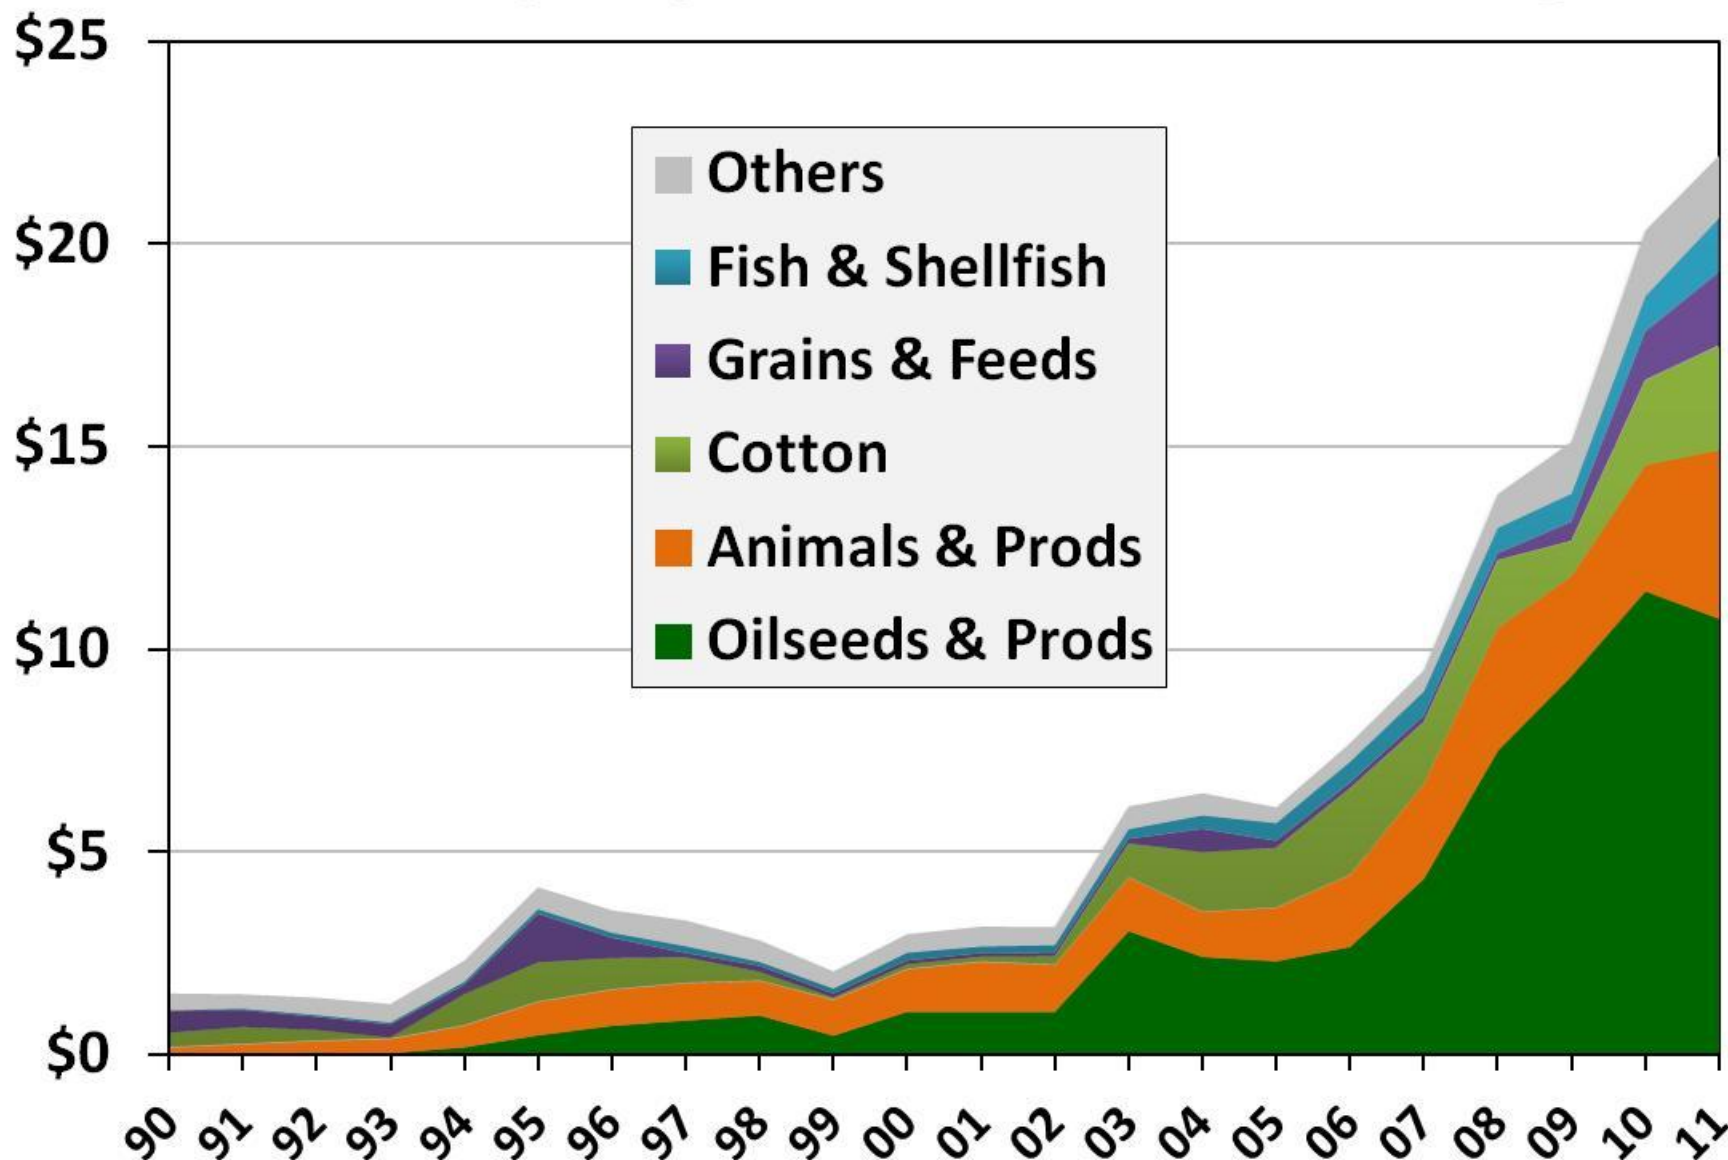 $25
$20
$15
$10
$5
$0
Others
Fish & Shellfish
Grains & Feeds
Cotton
Animals & Prods
Oilseeds & Prods
90 91 92 93 94 95 96 97 98 99 00 01 02 03 04 05 06 07 08 09 10 11